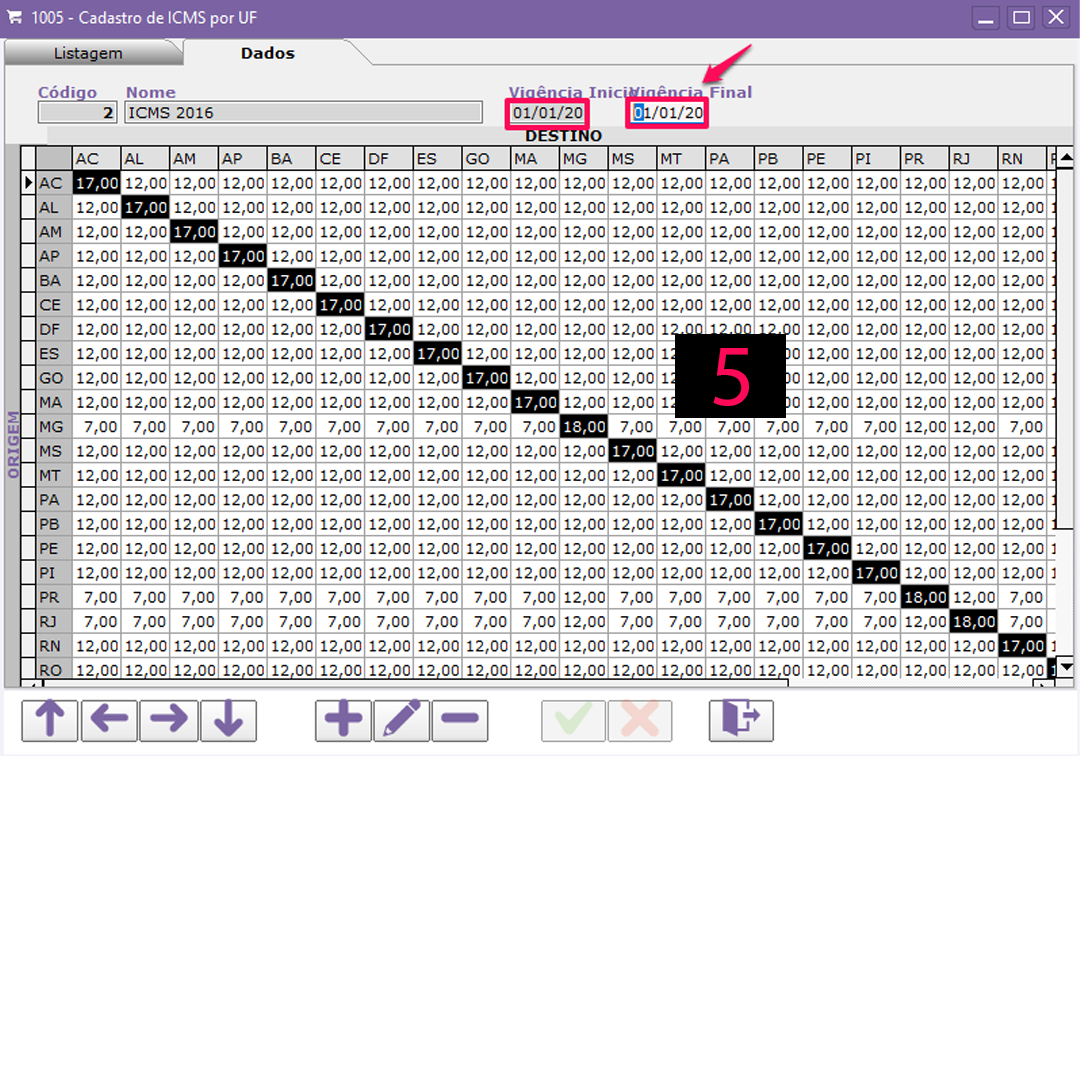 1005 - Cadastro de ICMS por UF
Listagem Dados
Código Nome Vigência Inicia Vigência Final
2 ICMS 2016 01/01/20 01/01/20
DESTINO
AC AL AM AP BA CE DF ES GO MA MG MS MT PA PB PE PI PR RJ RN
AC 17,00 12,00 12,00 12,00 12,00 12,00 12,00 12,00 12,00 12,00 12,00 12,00 12,00 12,00 12,00 12,00 12,00 12,00 12,00 12,00
AL 12,00 17,00 12,00 12,00 12,00 12,00 12,00 12,00 12,00 12,00 12,00 12,00 12,00 12,00 12,00 12,00 12,00 12,00 12,00 12,00
AM 12,00 12,00 17,00 12,00 12,00 12,00 12,00 12,00 12,00 12,00 12,00 12,00 12,00 12,00 12,00 12,00 12,00 12,00 12,00 12,00
AP 12,00 12,00 12,00 17,00 12,00 12,00 12,00 12,00 12,00 12,00 12,00 12,00 12,00 12,00 12,00 12,00 12,00 12,00 12,00 12,00
BA 12,00 12,00 12,00 12,00 17,00 12,00 12,00 12,00 12,00 12,00 12,00 12,00 12,00 12,00 12,00 12,00 12,00 12,00 12,00 12,00
CE 12,00 12,00 12,00 12,00 12,00 17,00 12,00 12,00 12,00 12,00 12,00 12,00 12,00 12,00 12,00 12,00 12,00 12,00 12,00 12,00
DF 12,00 12,00 12,00 12,00 12,00 12,00 17,00 12,00 12,00 12,00 12,00 12,00 12,00 12,00 12,00 12,00 12,00 12,00 12,00 12,00
ES 12,00 12,00 12,00 12,00 12,00 12,00 12,00 17,00 12,00 12,00 12,00 12,00 12,00 12,00 12,00 12,00 12,00
GO 12,00 12,00 12,00 12,00 12,00 12,00 12,00 12,00 17,00 12,00 12,00 12,00 5 12,00 12,00 12,00 12,00 12,00
MA 12,00 12,00 12,00 12,00 12,00 12,00 12,00 12,00 12,00 17,00 12,00 12,00 12,00 12,00 12,00 12,00 12,00
MG 7,00 7,00 7,00 7,00 7,00 7,00 7,00 7,00 7,00 7,00 18,00 7,00 7,00 7,00 7,00 7,00 7,00 12,00 12,00 7,00
ORIGEM
MS 12,00 12,00 12,00 12,00 12,00 12,00 12,00 12,00 12,00 12,00 12,00 17,00 12,00 12,00 12,00 12,00 12,00 12,00 12,00 12,00
MT 12,00 12,00 12,00 12,00 12,00 12,00 12,00 12,00 12,00 12,00 12,00 12,00 17,00 12,00 12,00 12,00 12,00 12,00 12,00 12,00
PA 12,00 12,00 12,00 12,00 12,00 12,00 12,00 12,00 12,00 12,00 12,00 12,00 12,00 17,00 12,00 12,00 12,00 12,00 12,00 12,00
PB 12,00 12,00 12,00 12,00 12,00 12,00 12,00 12,00 12,00 12,00 12,00 12,00 12,00 12,00 17,00 12,00 12,00 12,00 12,00 12,00
PE 12,00 12,00 12,00 12,00 12,00 12,00 12,00 12,00 12,00 12,00 12,00 12,00 12,00 12,00 12,00 17,00 12,00 12,00 12,00 12,00
PI 12,00 12,00 12,00 12,00 12,00 12,00 12,00 12,00 12,00 12,00 12,00 12,00 12,00 12,00 12,00 12,00 17,00 12,00 12,00 12,00
PR 7,00 7,00 7,00 7,00 7,00 7,00 7,00 7,00 7,00 7,00 12,00 7,00 7,00 7,00 7,00 7,00 7,00 18,00 12,00 7,00
RJ 7,00 7,00 7,00 7,00 7,00 7,00 7,00 7,00 7,00 7,00 12,00 7,00 7,00 7,00 7,00 7,00 7,00 12,00 18,00 7,00
RN 12,00 12,00 12,00 12,00 12,00 12,00 12,00 12,00 12,00 12,00 12,00 12,00 12,00 12,00 12,00 12,00 12,00 12,00 12,00 17,00
RO 12,00 12,00 12,00 12,00 12,00 12,00 12,00 12,00 12,00 12,00 12,00 12,00 12,00 12,00 12,00 12,00 12,00 12,00 12,00 12,00